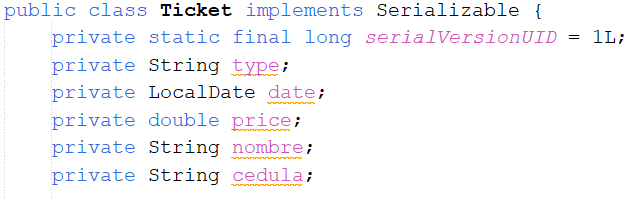 public class Ticket implements Serializable {
private static final long serialVersionUID = 1L;
private String type;
private LocalDate date;
private double price;
private String nombre;
private String cedula;